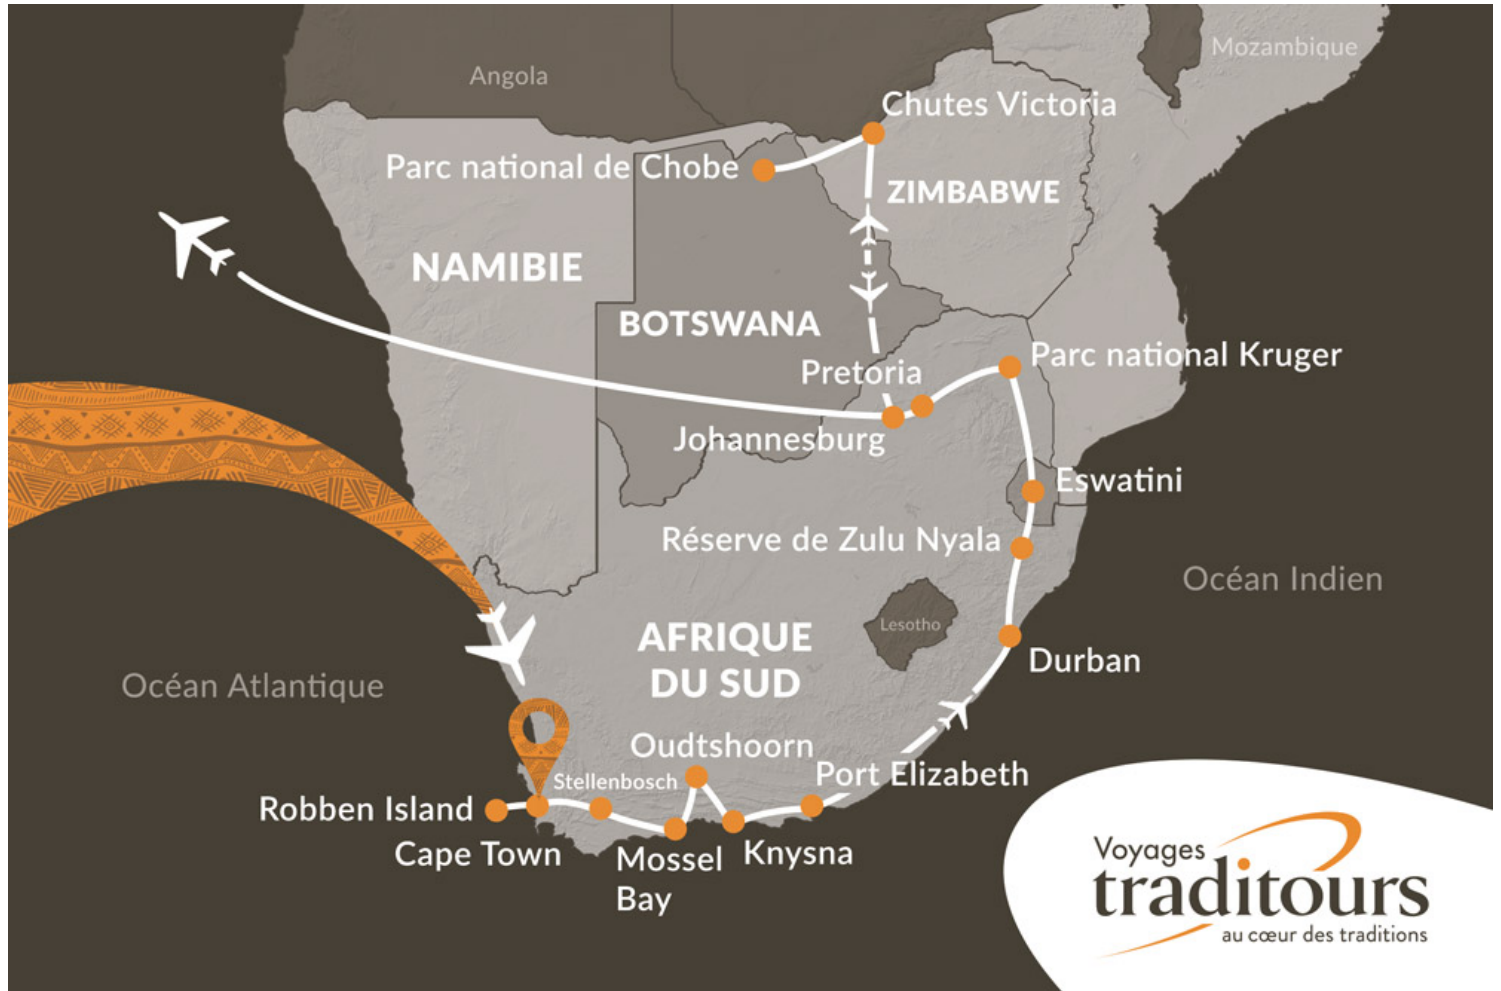 Mozambique
Angola
Chutes Victoria
Parc national de Chobe
ZIMBABWE
NAMIBIE
BOTSWANA
Parc national Kruger
Pretoria
Johannesburg
Eswatini
Réserve de Zulu Nyala
Océan Indien
Lesotho
AFRIQUE
DU SUD
Durban
Océan Atlantique
Oudtshoorn
Stellenbosch
Port Elizabeth
Robben Island
Cape Town
Mossel
Bay
Knysna
Voyages
traditours
au cœur des traditions